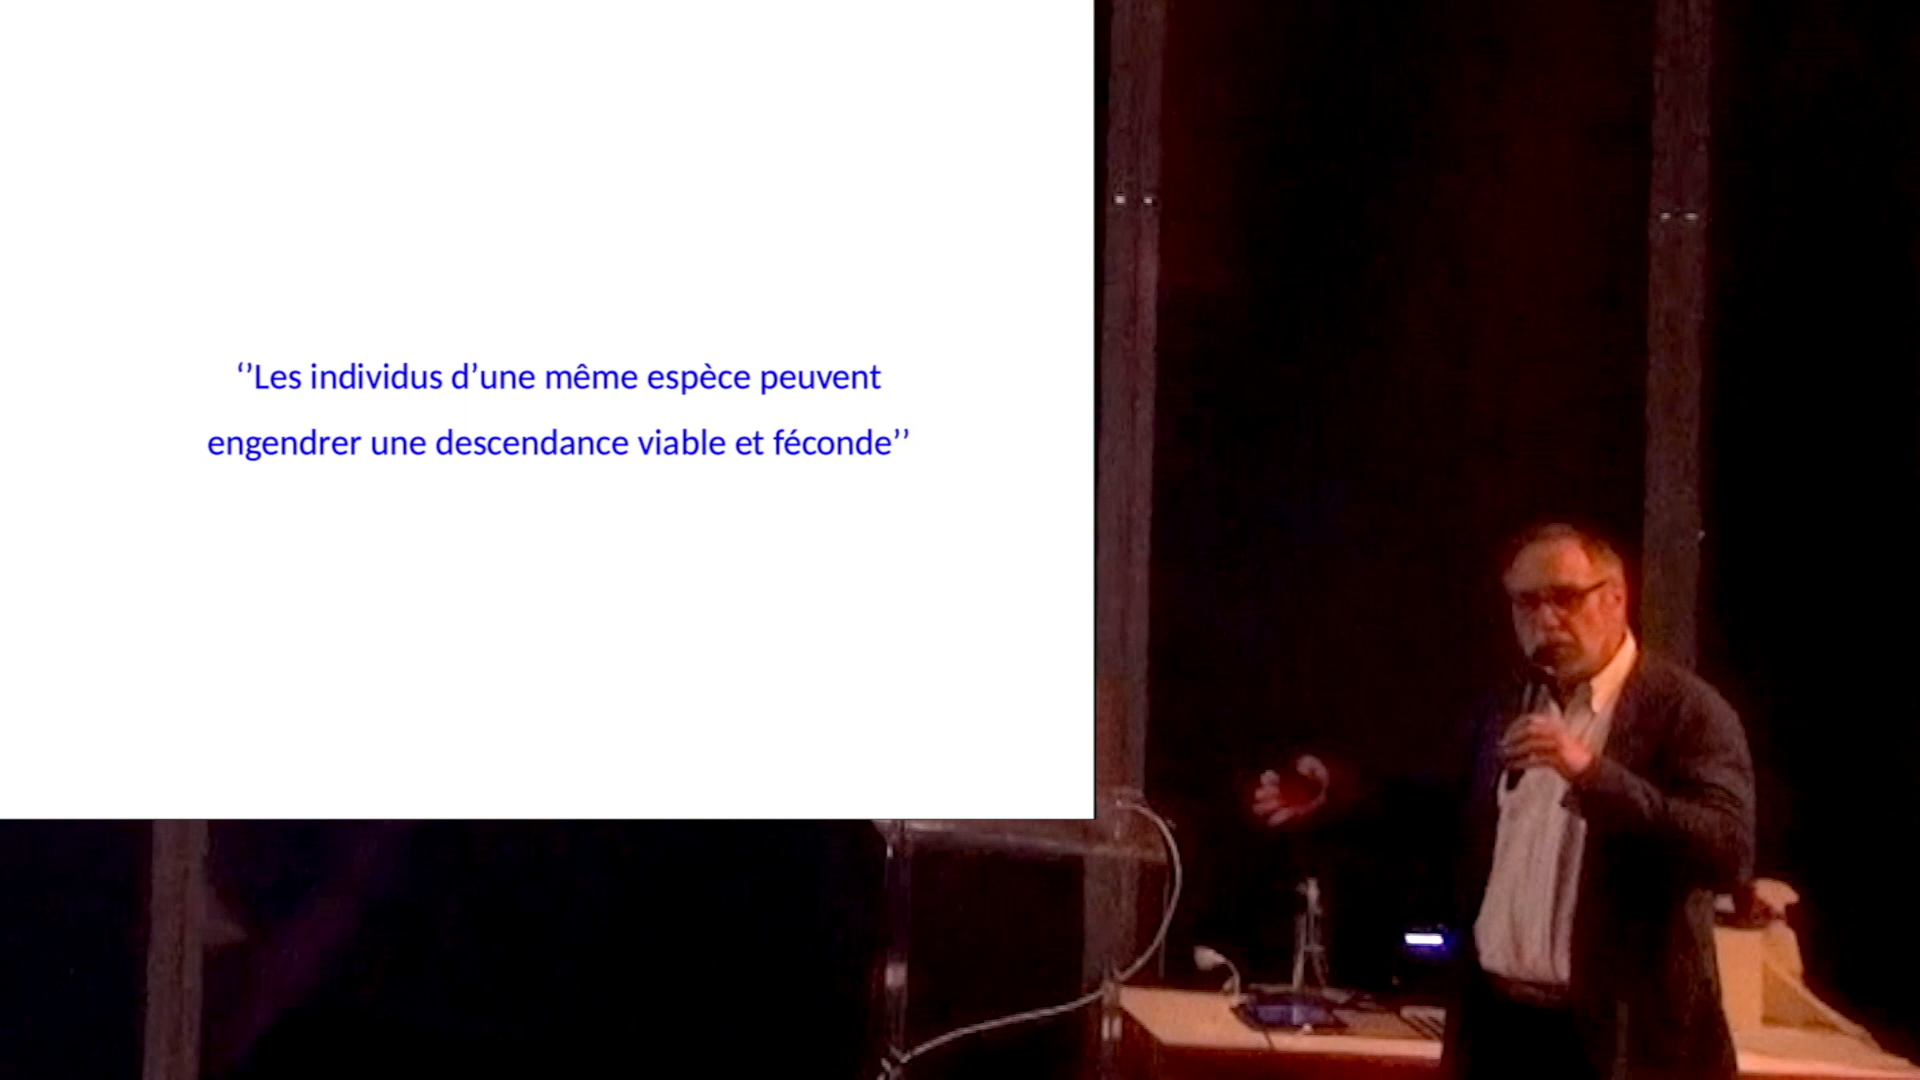 ‘’Les individus d’une même espèce peuvent
engendrer une descendance viable et féconde’’